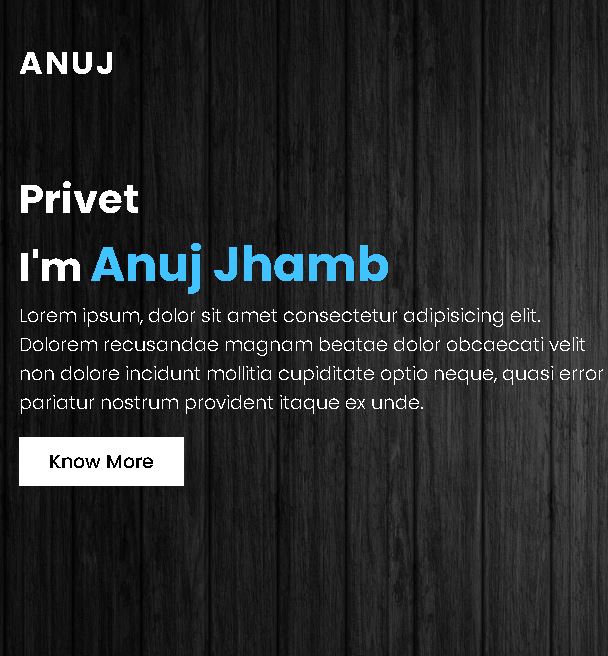 ANUJ
Privet
I'm Anuj Jhamb
Lorem ipsum, dolor sit amet consectetur adipisicing elit.
Dolorem recusandae magnam beatae dolor obcaecati velit
non dolore incidunt mollitia cupiditate optio neque, quasi error
pariatur nostrum provident itaque ex unde.
Know More